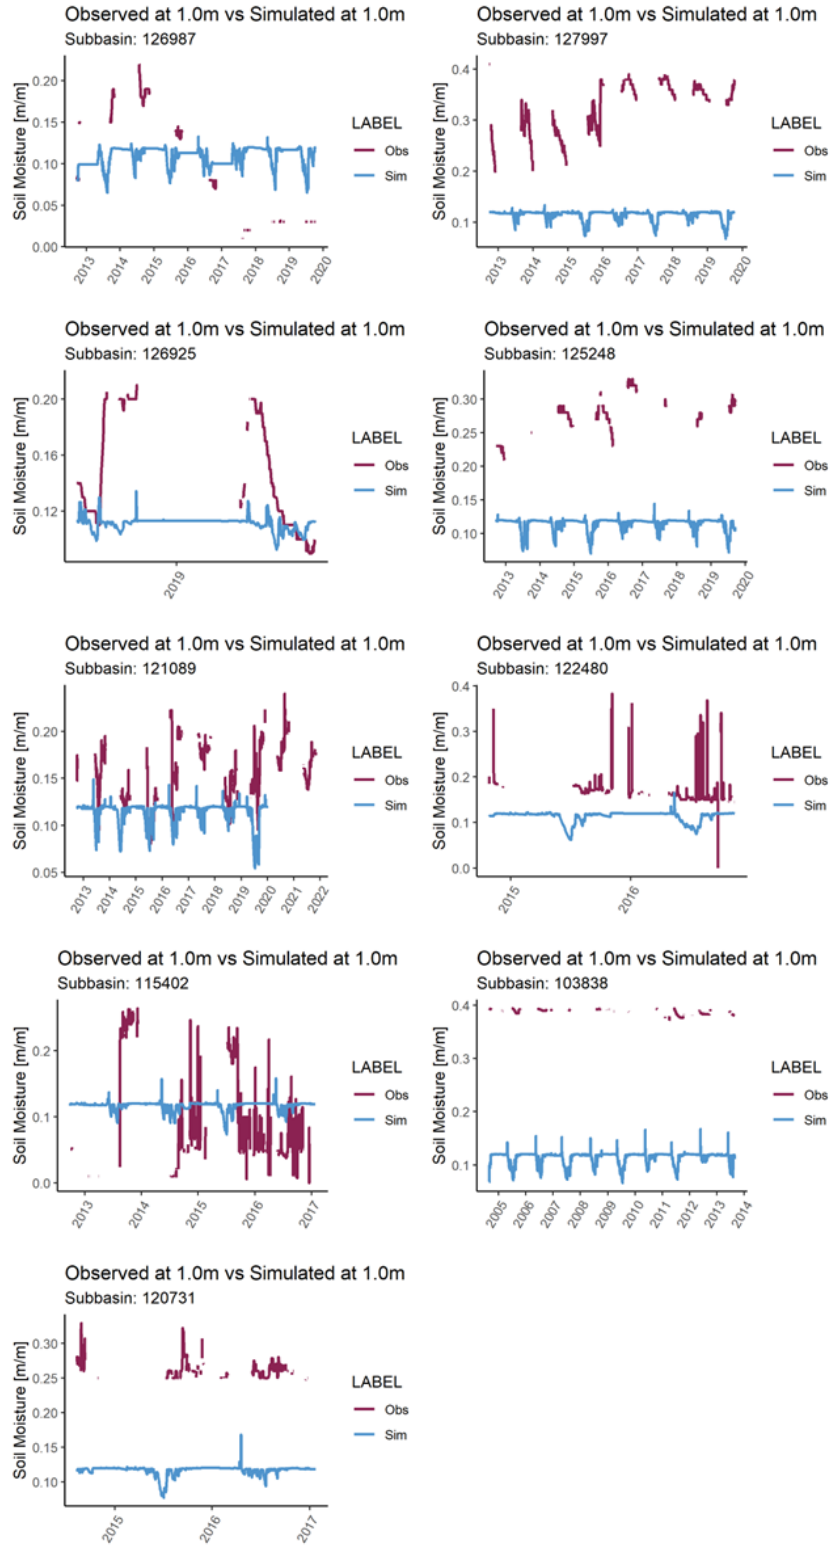 Observed at 1.0m vs Simulated at 1.0m
Subbasin: 126987
Soil Moisture [m/m]
0.20
0.15
0.10
0.05
0.00
2013 2014 2015 2016 2017 2018 2019 2020
LABEL
Obs
Sim
Observed at 1.0m vs Simulated at 1.0m
Subbasin: 127997
Soil Moisture [m/m]
0.4
0.3
0.2
0.1
2013 2014 2015 2016 2017 2018 2019 2020
LABEL
Obs
Sim
Observed at 1.0m vs Simulated at 1.0m
Subbasin: 126925
Soil Moisture [m/m]
0.20
0.16
0.12
2019
LABEL
Obs
Sim
Observed at 1.0m vs Simulated at 1.0m
Subbasin: 125248
Soil Moisture [m/m]
0.30
0.25
0.20
0.15
0.10
2013 2014 2015 2016 2017 2018 2019 2020
LABEL
Obs
Sim
Observed at 1.0m vs Simulated at 1.0m
Subbasin: 121089
Soil Moisture [m/m]
0.20
0.15
0.10
0.05
2013 2014 2015 2016 2017 2018 2019 2020 2021 2022
LABEL
Obs
Sim
Observed at 1.0m vs Simulated at 1.0m
Subbasin: 122480
Soil Moisture [m/m]
0.4
0.3
0.2
0.1
0.0
2015 2016
LABEL
Obs
Sim
Observed at 1.0m vs Simulated at 1.0m
Subbasin: 115402
Soil Moisture [m/m]
0.2
0.1
0.0
2013 2014 2015 2016 2017
LABEL
Obs
Sim
Observed at 1.0m vs Simulated at 1.0m
Subbasin: 103838
Soil Moisture [m/m]
0.4
0.3
0.2
0.1
2005 2006 2007 2008 2009 2010 2011 2012 2013 2014
LABEL
Obs
Sim
Observed at 1.0m vs Simulated at 1.0m
Subbasin: 120731
Soil Moisture [m/m]
0.30
0.25
0.20
0.15
0.10
2015 2016 2017
LABEL
Obs
Sim